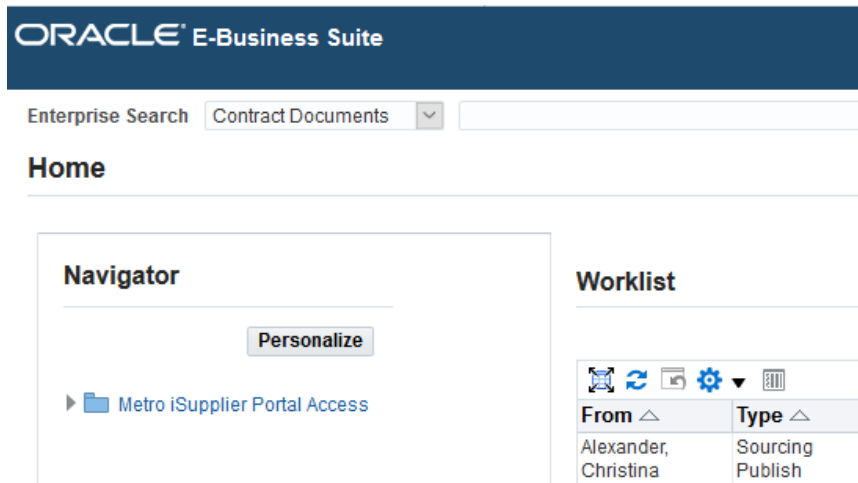 ORACLE E-Business Suite
Enterprise Search Contract Documents
Home
Navigator
Worklist
Personalize
Metro iSupplier Portal Access
From Type
Alexander, Sourcing
Christina Publish